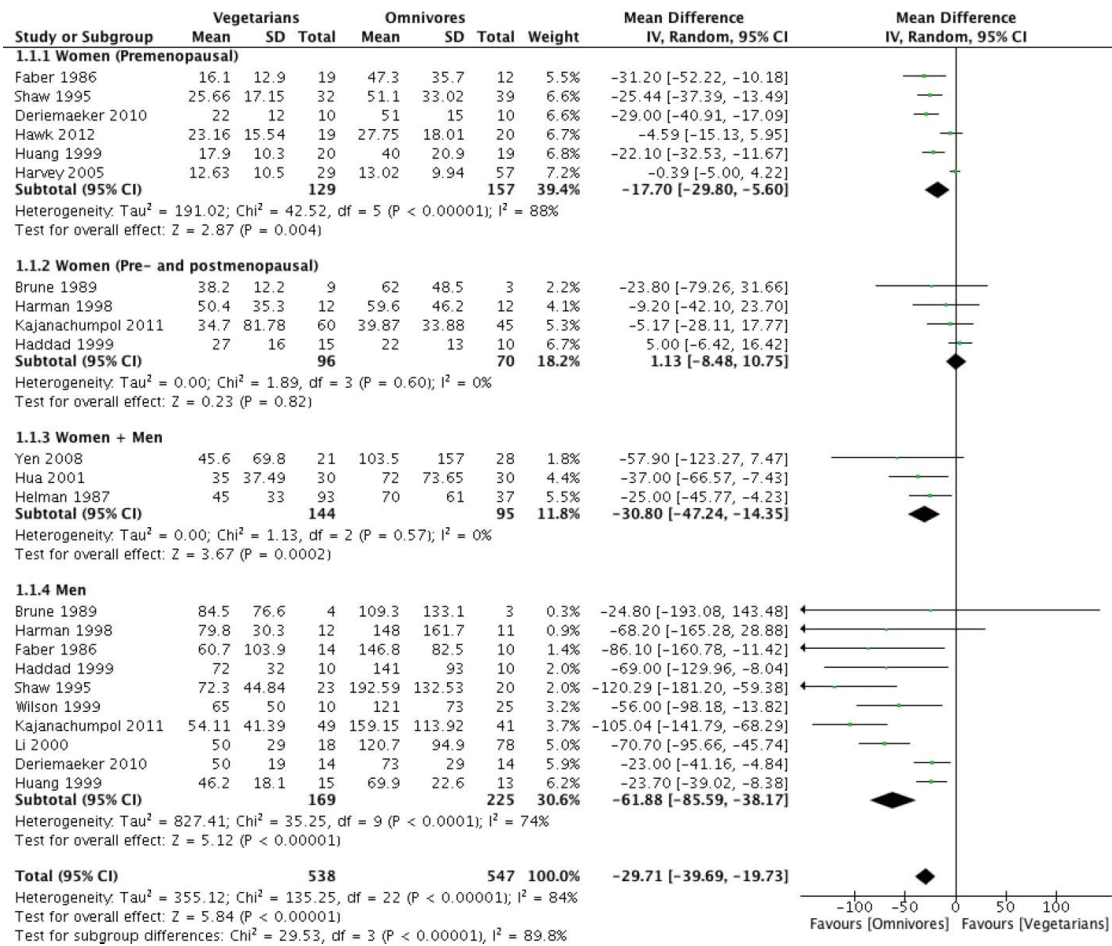 Vegetarians Omnivores Mean Difference Mean Difference
Study or Subgroup Mean SD Total Mean SD Total Weight IV, Random, 95% CI IV, Random, 95% CI
1.1.1 Women (Premenopausal)
Faber 1986 16.1 12.9 19 47.3 35.7 12 5.5% −31.20 [−52.22, −10.18]
Shaw 1995 25.66 17.15 32 51.1 33.02 39 6.6% −25.44 [−37.39, −13.49]
Deriemaeker 2010 22 12 10 51 15 10 6.6% −29.00 [−40.91, −17.09]
Hawk 2012 23.16 15.54 19 27.75 18.01 20 6.7% −4.59 [−15.13, 5.95]
Huang 1999 17.9 10.3 20 40 20.9 19 6.8% −22.10 [−32.53, −11.67]
Harvey 2005 12.63 10.5 29 13.02 9.94 57 7.2% −0.39 [−5.00, 4.22]
Subtotal (95% CI) 129 157 39.4% −17.70 [−29.80, −5.60]
Heterogeneity: Tau² = 191.02; Chi² = 42.52, df = 5 (P < 0.00001); I² = 88%
Test for overall effect: Z = 2.87 (P = 0.004)
1.1.2 Women (Pre− and postmenopausal)
Brune 1989 38.2 12.2 9 62 48.5 3 2.2% −23.80 [−79.26, 31.66]
Harman 1998 50.4 35.3 12 59.6 46.2 12 4.1% −9.20 [−42.10, 23.70]
Kajanachumpol 2011 34.7 81.78 60 39.87 33.88 45 5.3% −5.17 [−28.11, 17.77]
Haddad 1999 27 16 15 22 13 10 6.7% 5.00 [−6.42, 16.42]
Subtotal (95% CI) 96 70 18.2% 1.13 [−8.48, 10.75]
Heterogeneity: Tau² = 0.00; Chi² = 1.89, df = 3 (P = 0.60); I² = 0%
Test for overall effect: Z = 0.23 (P = 0.82)
1.1.3 Women + Men
Yen 2008 45.6 69.8 21 103.5 157 28 1.8% −57.90 [−123.27, 7.47]
Hua 2001 35 37.49 30 72 73.65 30 4.4% −37.00 [−66.57, −7.43]
Helman 1987 45 33 93 70 61 37 5.5% −25.00 [−45.77, −4.23]
Subtotal (95% CI) 144 95 11.8% −30.80 [−47.24, −14.35]
Heterogeneity: Tau² = 0.00; Chi² = 1.13, df = 2 (P = 0.57); I² = 0%
Test for overall effect: Z = 3.67 (P = 0.0002)
1.1.4 Men
Brune 1989 84.5 76.6 4 109.3 133.1 3 0.3% −24.80 [−193.08, 143.48]
Harman 1998 79.8 30.3 12 148 161.7 11 0.9% −68.20 [−165.28, 28.88]
Faber 1986 60.7 103.9 14 146.8 82.5 10 1.4% −86.10 [−160.78, −11.42]
Haddad 1999 72 32 10 141 93 10 2.0% −69.00 [−129.96, −8.04]
Shaw 1995 72.3 44.84 23 192.59 132.53 20 2.0% −120.29 [−181.20, −59.38]
Wilson 1999 65 50 10 121 73 25 3.2% −56.00 [−98.18, −13.82]
Kajanachumpol 2011 54.11 41.39 49 159.15 113.92 41 3.7% −105.04 [−141.79, −68.29]
Li 2000 50 29 18 120.7 94.9 78 5.0% −70.70 [−95.66, −45.74]
Deriemaeker 2010 50 19 14 73 29 14 5.9% −23.00 [−41.16, −4.84]
Huang 1999 46.2 18.1 15 69.9 22.6 13 6.2% −23.70 [−39.02, −8.38]
Subtotal (95% CI) 169 225 30.6% −61.88 [−85.59, −38.17]
Heterogeneity: Tau² = 827.41; Chi² = 35.25, df = 9 (P < 0.0001); I² = 74%
Test for overall effect: Z = 5.12 (P < 0.00001)
Total (95% CI) 538 547 100.0% −29.71 [−39.69, −19.73]
Heterogeneity: Tau² = 355.12; Chi² = 135.25, df = 22 (P < 0.00001); I² = 84%
Test for overall effect: Z = 5.84 (P < 0.00001)
Test for subgroup differences: Chi² = 29.53, df = 3 (P < 0.00001), I² = 89.8%
−100 −50 0 50 100
Favours [Omnivores] Favours [Vegetarians]